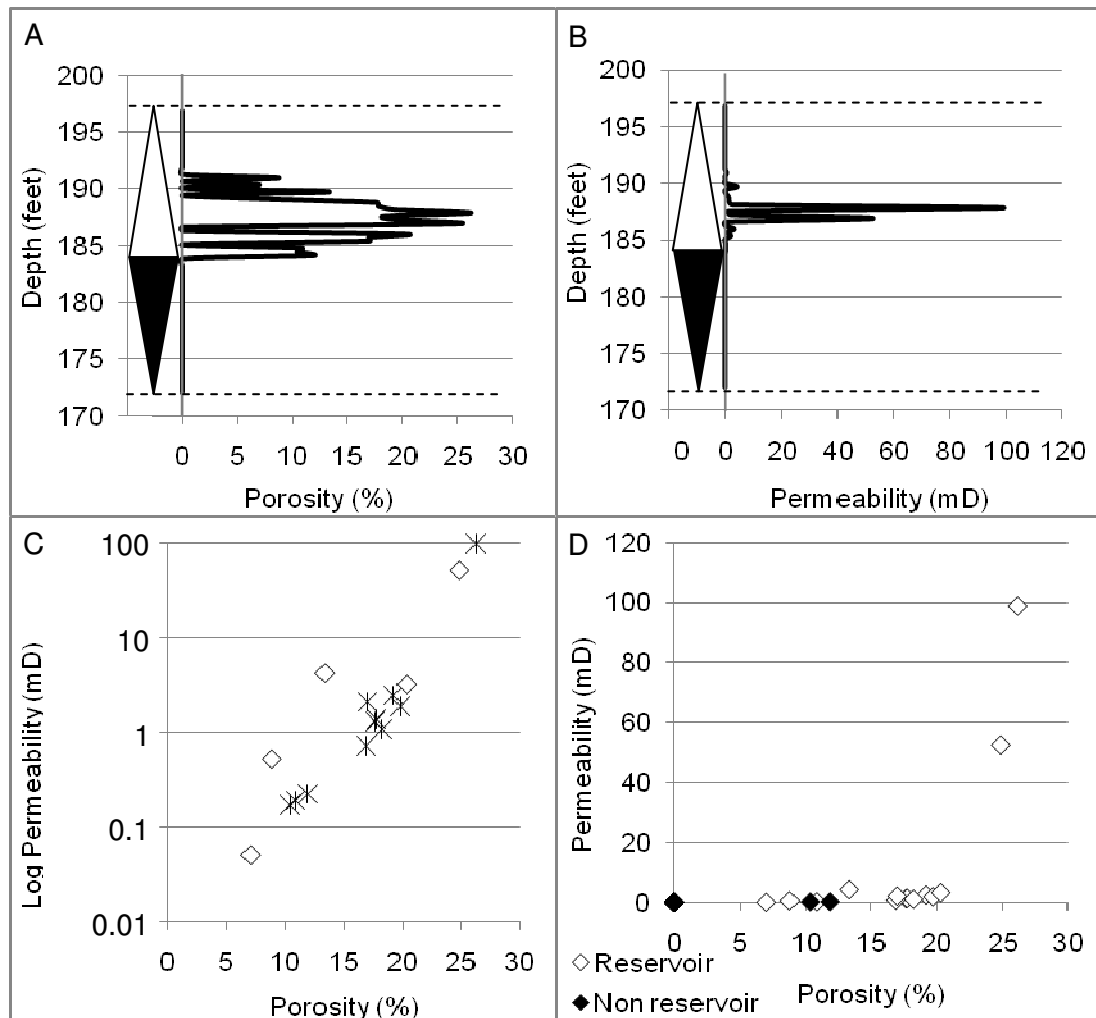 A
200
195
190
185
180
175
170
Depth (feet)
0 5 10 15 20 25 30
Porosity (%)
B
200
195
190
185
180
175
170
Depth (feet)
0 0 20 40 60 80 100 120
Permeability (mD)
C
100
10
1
0.1
0.01
Log Permeability (mD)
0 5 10 15 20 25 30
Porosity (%)
D
120
100
80
60
40
20
0
Permeability (mD)
0 5 10 15 20 25 30
Reservoir
Non reservoir
Porosity (%)